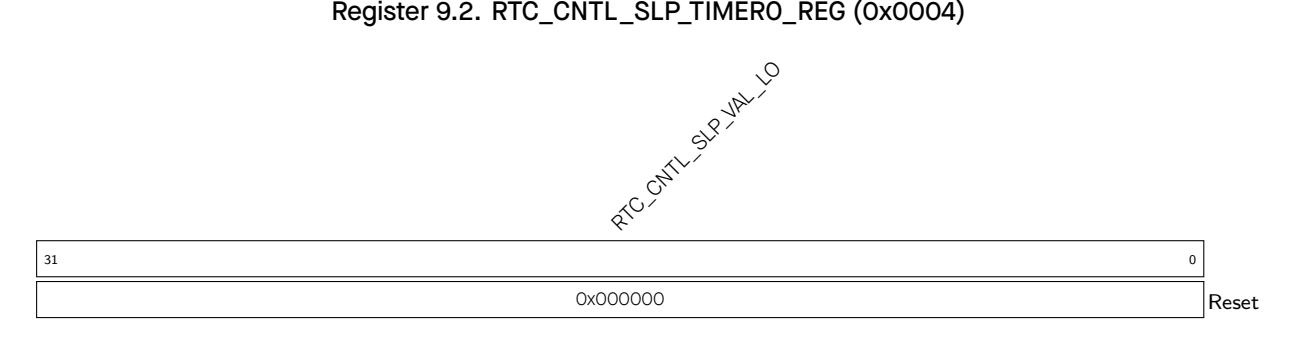 Register 9.2. RTC_CNTL_SLP_TIMER0_REG (0x0004)
RTC_CNTL_SLP_VAL_LO
31 0
0x000000 Reset